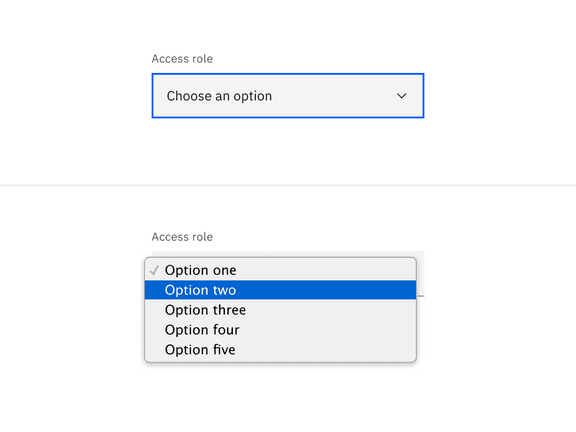 Access role
Choose an option
Access role
Option one
Option two
Option three
Option four
Option five